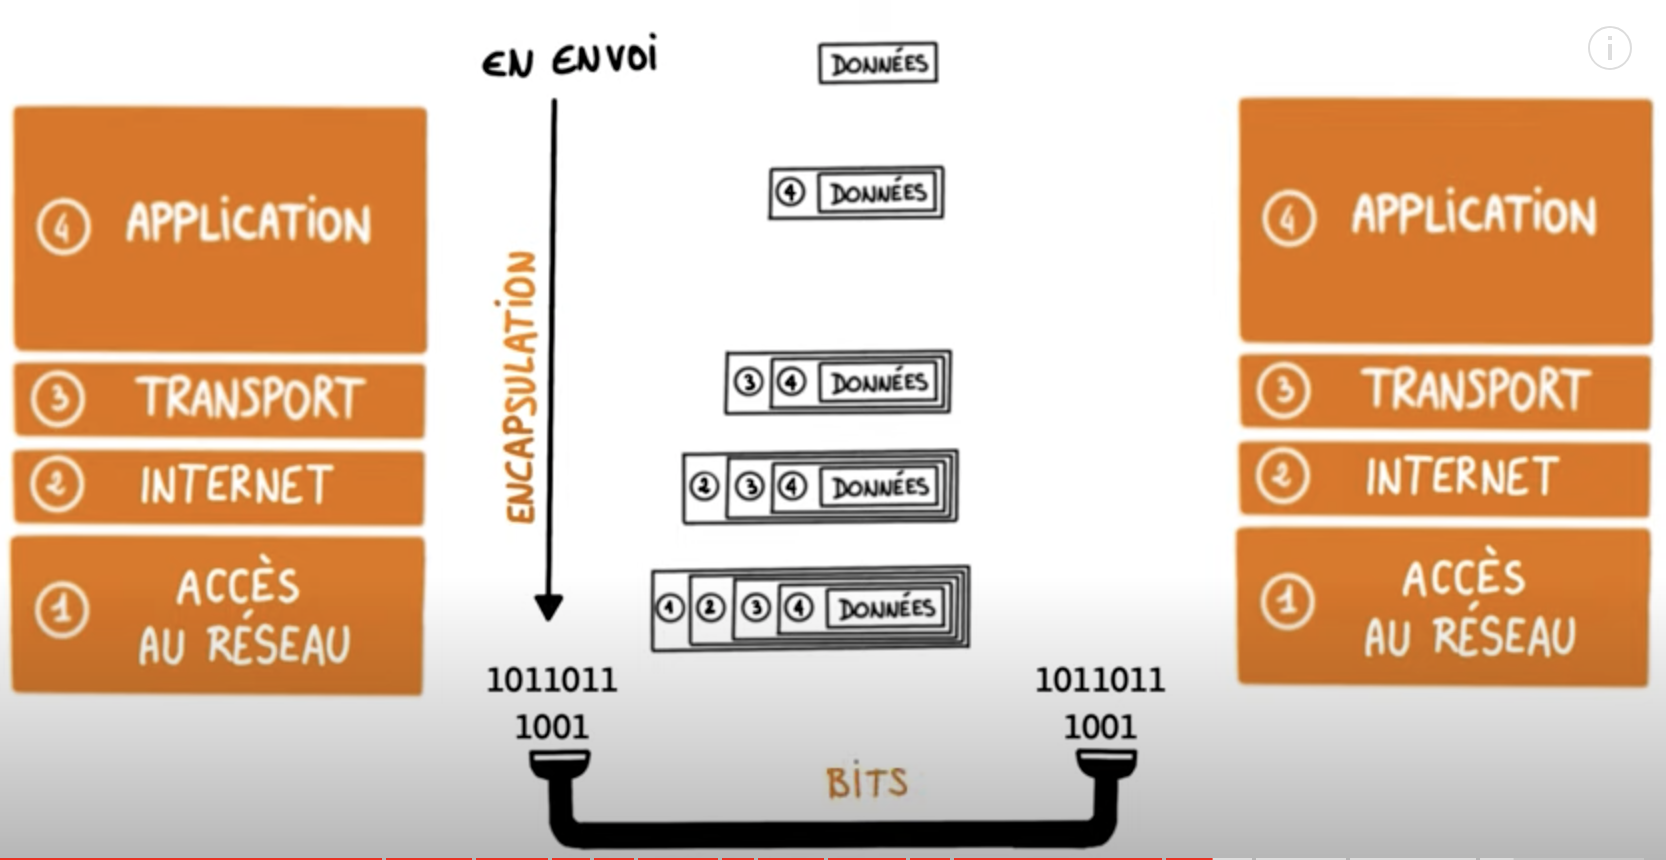 EN ENVOI
DONNÉES
4 APPLICATION
4 DONNÉES
4 APPLICATION
ENCAPSULATION
3 TRANSPORT
3 4 DONNÉES
3 TRANSPORT
2 INTERNET
2 3 4 DONNÉES
2 INTERNET
1 ACCÈS
AU RÉSEAU
1 2 3 4 DONNÉES
1 ACCÈS
AU RÉSEAU
1011011
1001
1011011
1001
BITS
i